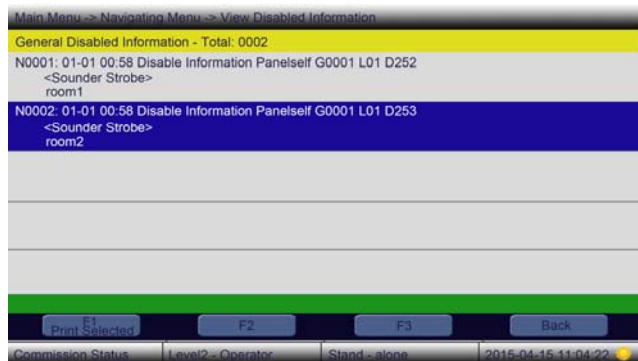 Main Menu -> Navigating Menu -> View Disabled Information
General Disabled Information - Total: 0002
N0001: 01-01 00:58 Disable Information Panelself G0001 L01 D252
<Sounder Strobe>
room1
N0002: 01-01 00:58 Disable Information Panelself G0001 L01 D253
<Sounder Strobe>
room2
F1
Print Selected
F2
F3
Back
Commission Status
Level2 - Operator
Stand - alone
2015-04-15 11:04:22